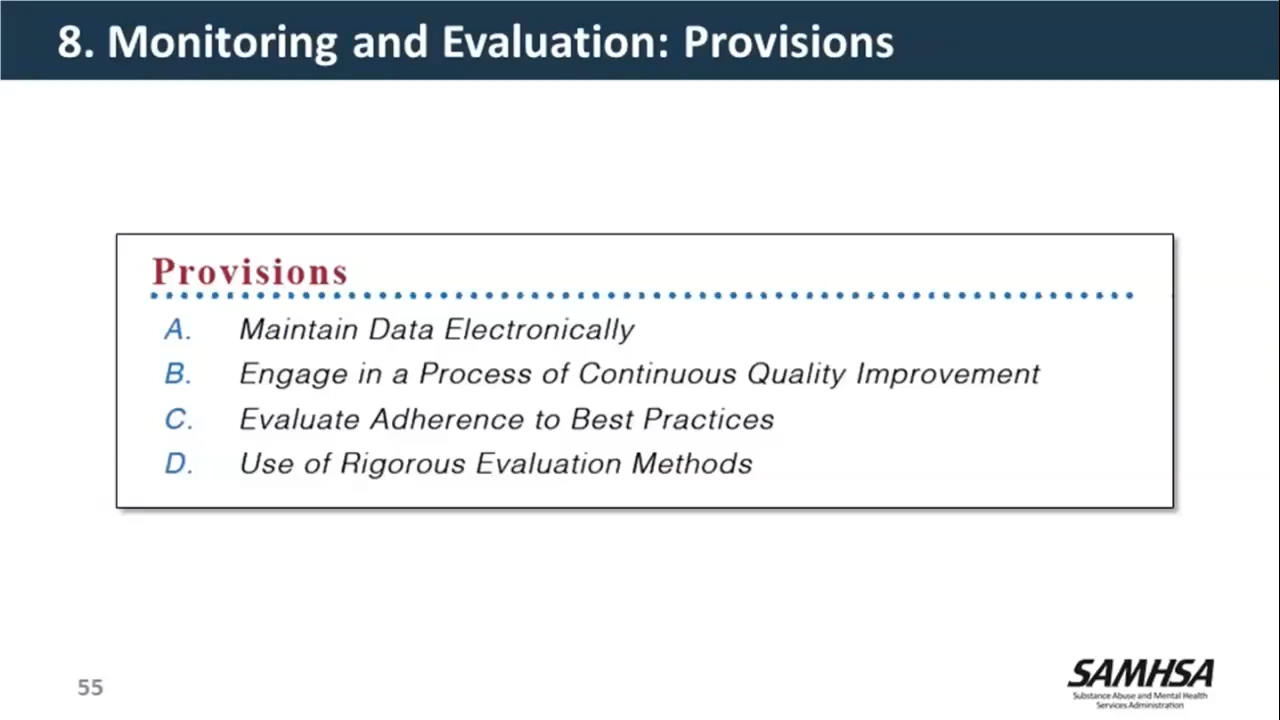 8. Monitoring and Evaluation: Provisions
Provisions
A. Maintain Data Electronically
B. Engage in a Process of Continuous Quality Improvement
C. Evaluate Adherence to Best Practices
D. Use of Rigorous Evaluation Methods
55
SAMHSA
Substance Abuse and Mental Health
Services Administration